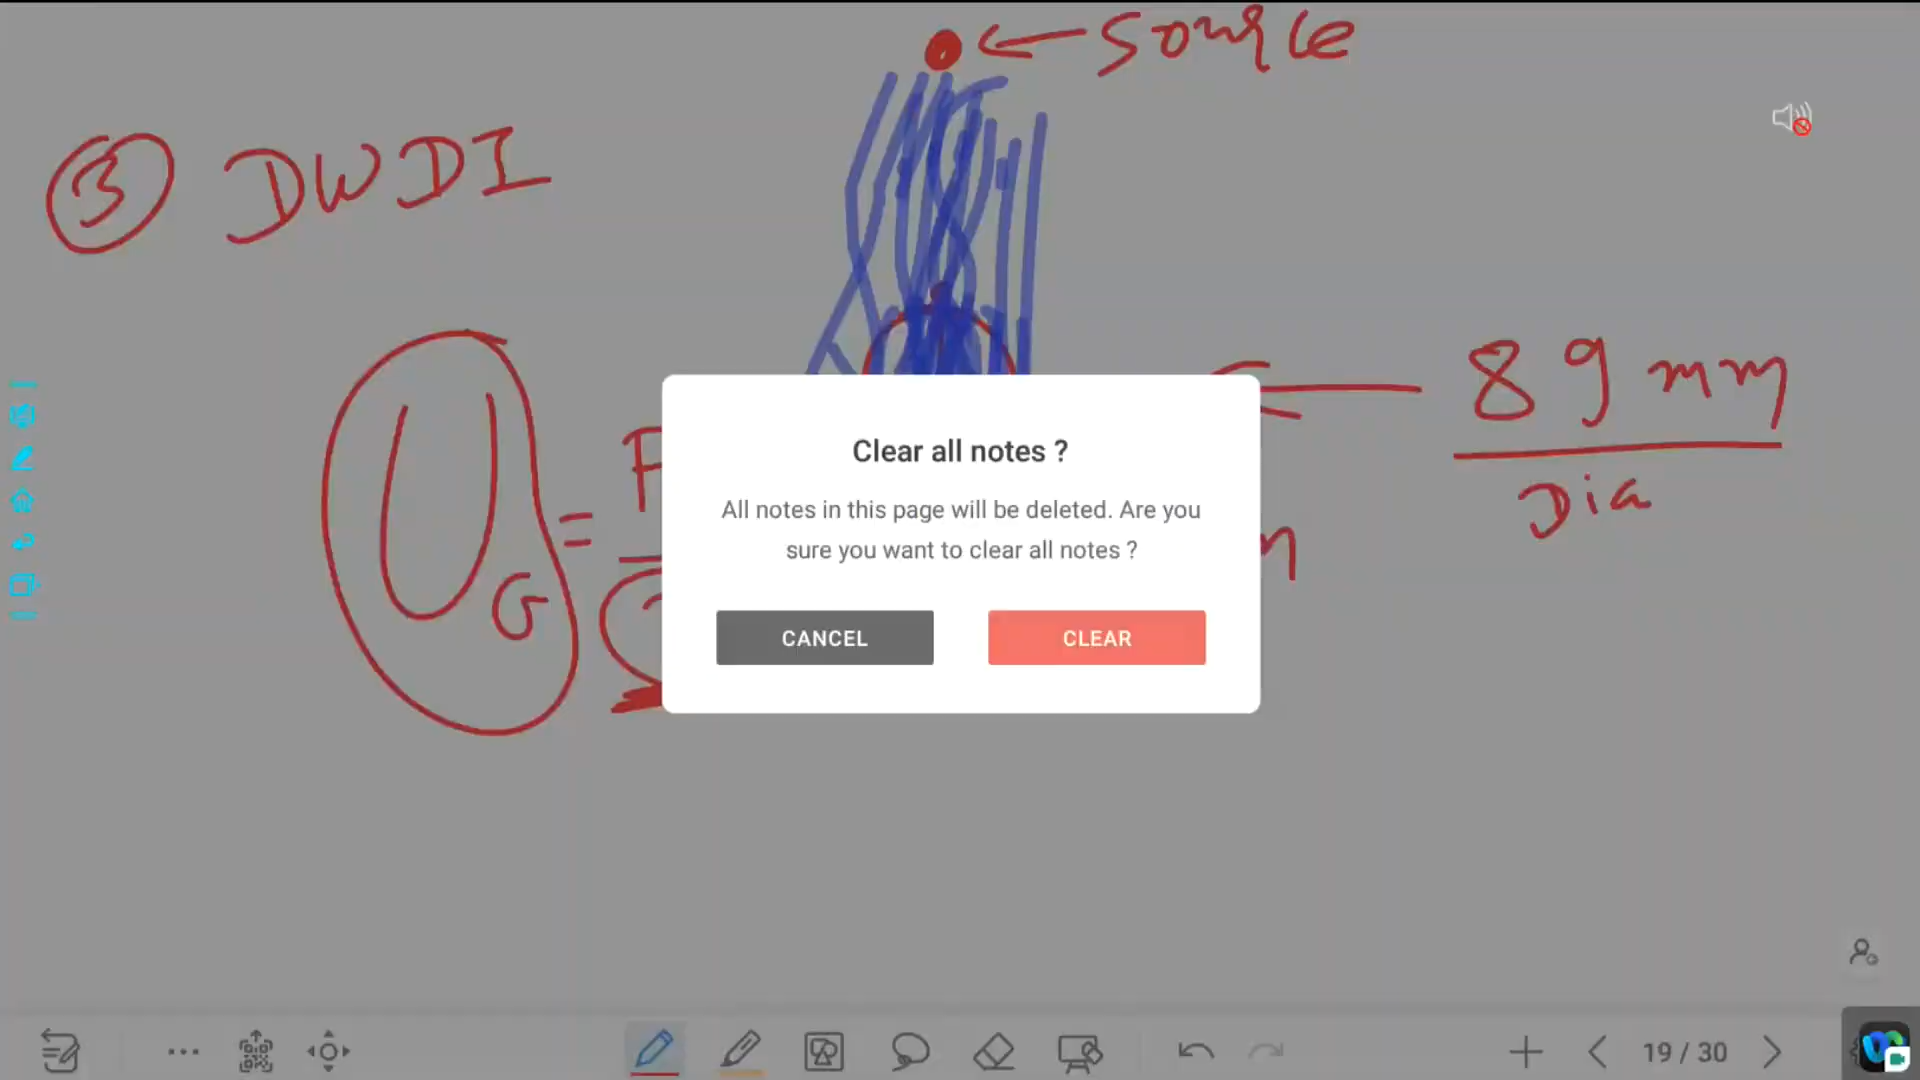 ← Source
③ DWDI
89 mm
Dia
UG = F
Clear all notes ?
All notes in this page will be deleted. Are you
sure you want to clear all notes ?
CANCEL
CLEAR
19 / 30